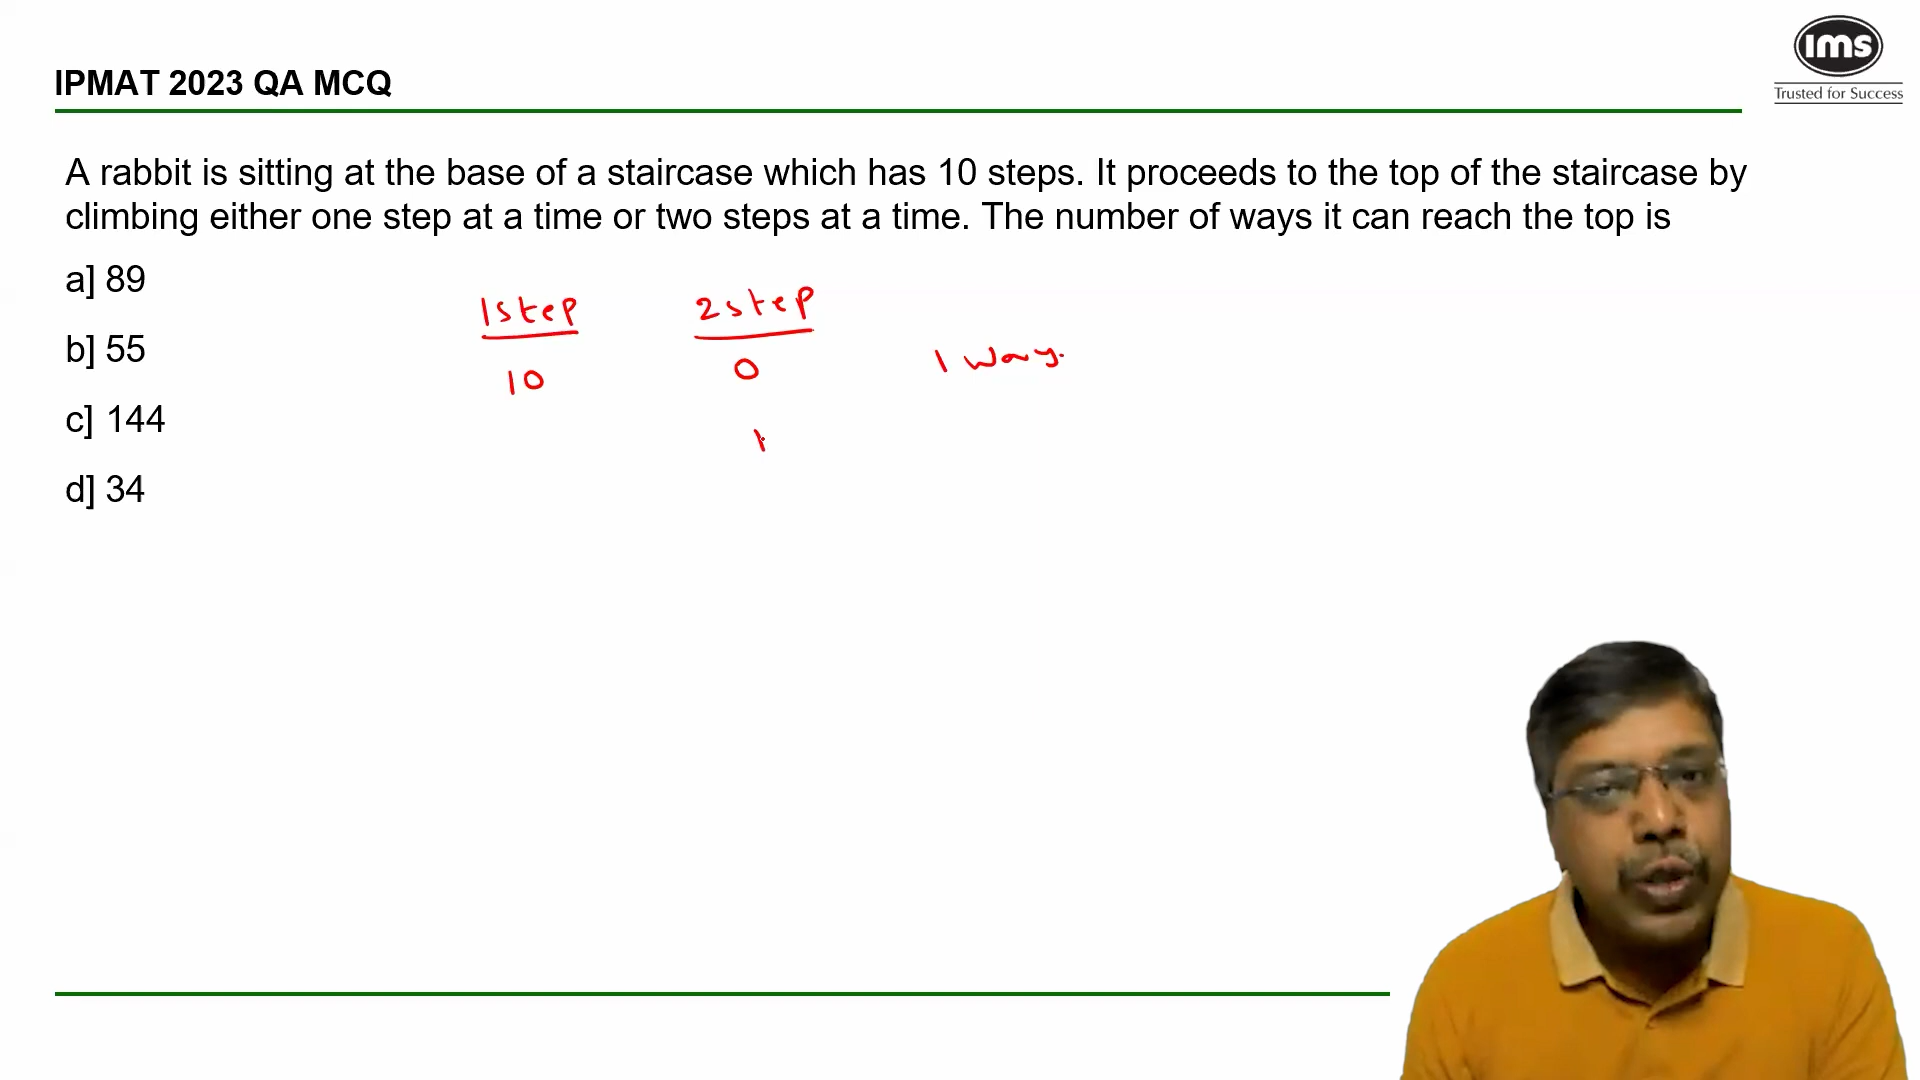 ims
Trusted for Success
IPMAT 2023 QA MCQ
A rabbit is sitting at the base of a staircase which has 10 steps. It proceeds to the top of the staircase by
climbing either one step at a time or two steps at a time. The number of ways it can reach the top is
a] 89
b] 55
c] 144
d] 34
1step 2step
10 0 1 way.
1